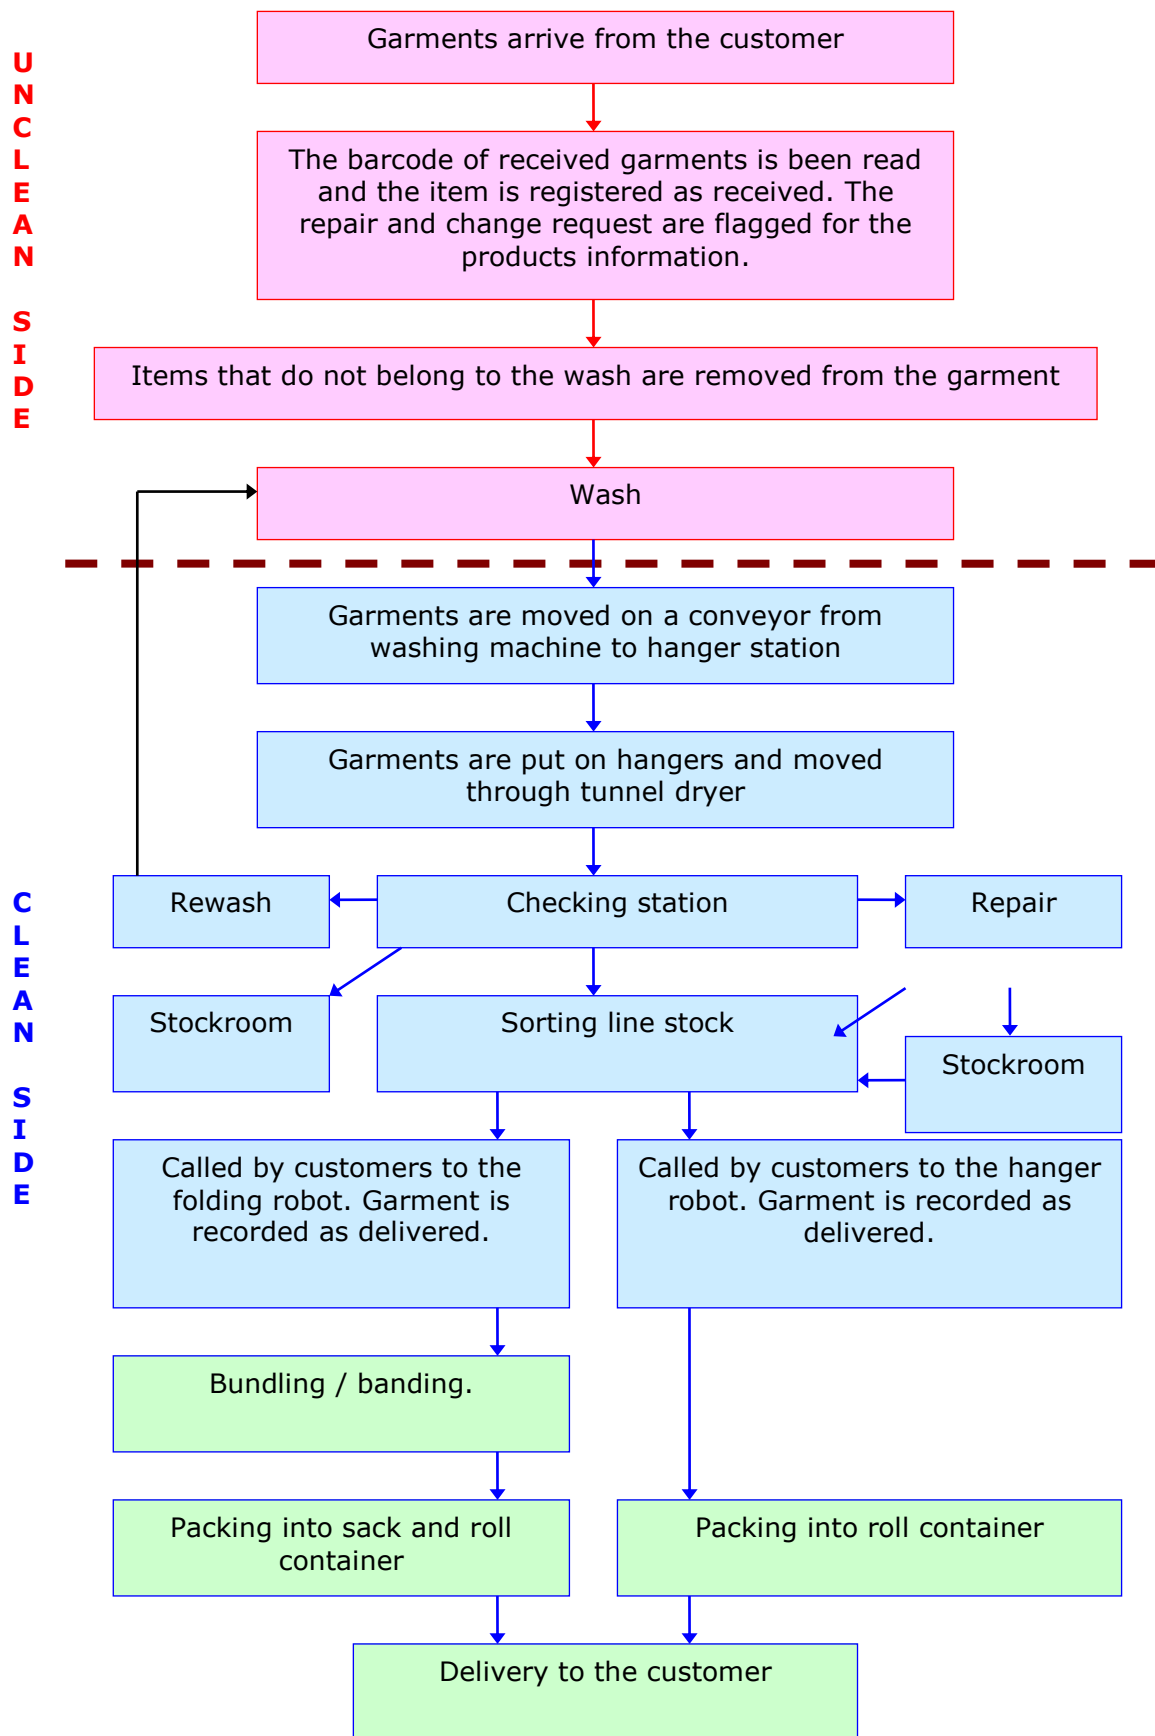 UNCLEAN SIDE
Garments arrive from the customer
The barcode of received garments is been read
and the item is registered as received. The
repair and change request are flagged for the
products information.
Items that do not belong to the wash are removed from the garment
Wash
CLEAN SIDE
Garments are moved on a conveyor from
washing machine to hanger station
Garments are put on hangers and moved
through tunnel dryer
Rewash
Checking station
Repair
Stockroom
Sorting line stock
Stockroom
Called by customers to the
folding robot. Garment is
recorded as delivered.
Called by customers to the hanger
robot. Garment is recorded as
delivered.
Bundling / banding.
Packing into sack and roll
container
Packing into roll container
Delivery to the customer